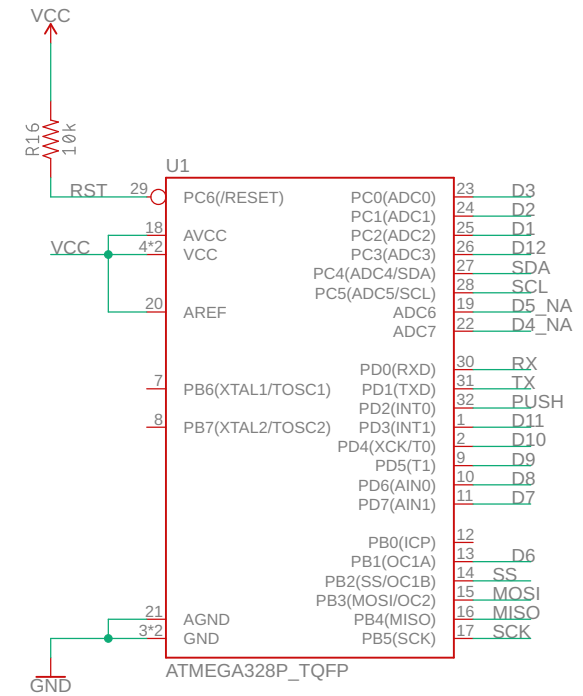 VCC
R16
10k
U1
RST 29 PC6(/RESET) PC0(ADC0) 23 D3
PC1(ADC1) 24 D2
18 AVCC PC2(ADC2) 25 D1
VCC 4*2 VCC PC3(ADC3) 26 D12
PC4(ADC4/SDA) 27 SDA
PC5(ADC5/SCL) 28 SCL
20 AREF ADC6 19 D5_NA
ADC7 22 D4_NA
PD0(RXD) 30 RX
7 PB6(XTAL1/TOSC1) PD1(TXD) 31 TX
PD2(INT0) 32 PUSH
8 PB7(XTAL2/TOSC2) PD3(INT1) 1 D11
PD4(XCK/T0) 2 D10
PD5(T1) 9 D9
PD6(AIN0) 10 D8
PD7(AIN1) 11 D7
PB0(ICP) 12
PB1(OC1A) 13 D6
PB2(SS/OC1B) 14 SS
PB3(MOSI/OC2) 15 MOSI
21 AGND PB4(MISO) 16 MISO
3*2 GND PB5(SCK) 17 SCK
ATMEGA328P_TQFP
GND